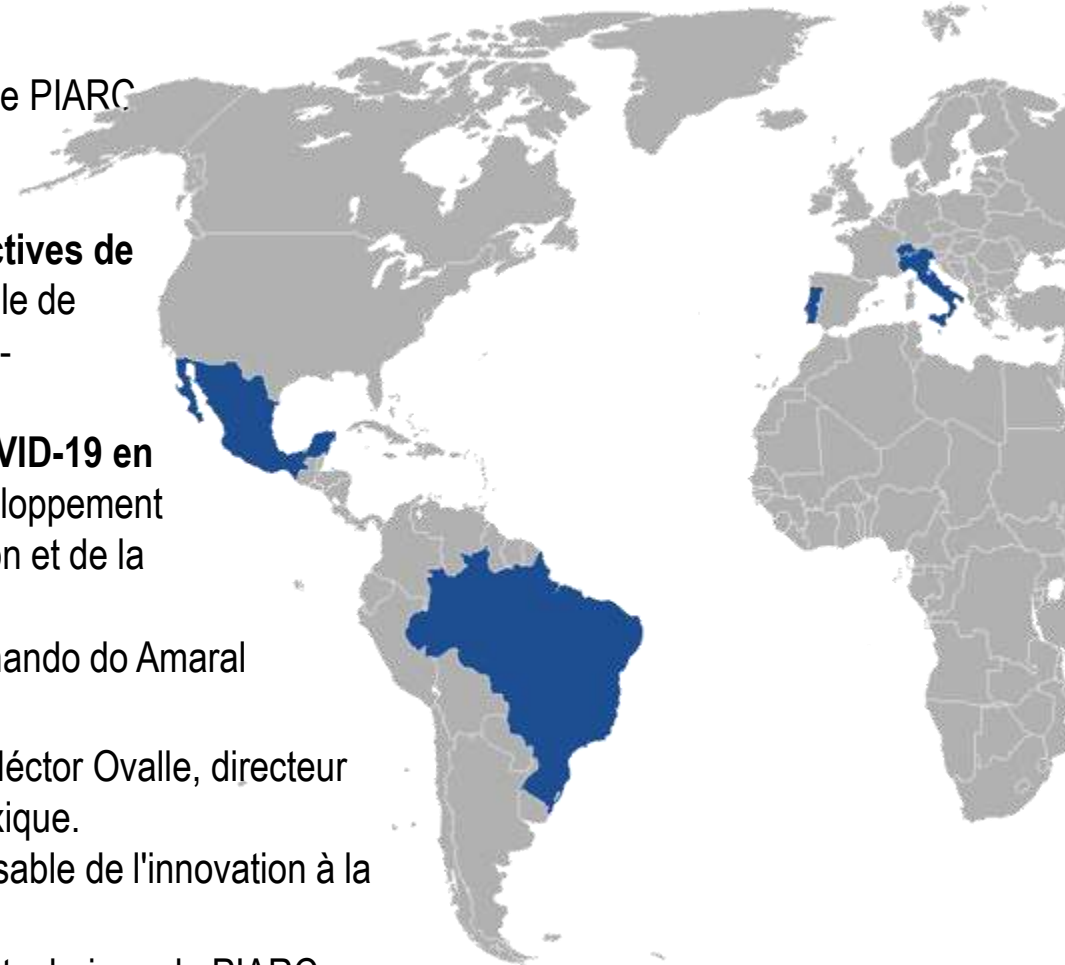 e PIARC
ctives de
le de
-
VID-19 en
loppement
on et de la
nando do Amaral
Héctor Ovalle, directeur
xique.
sable de l'innovation à la